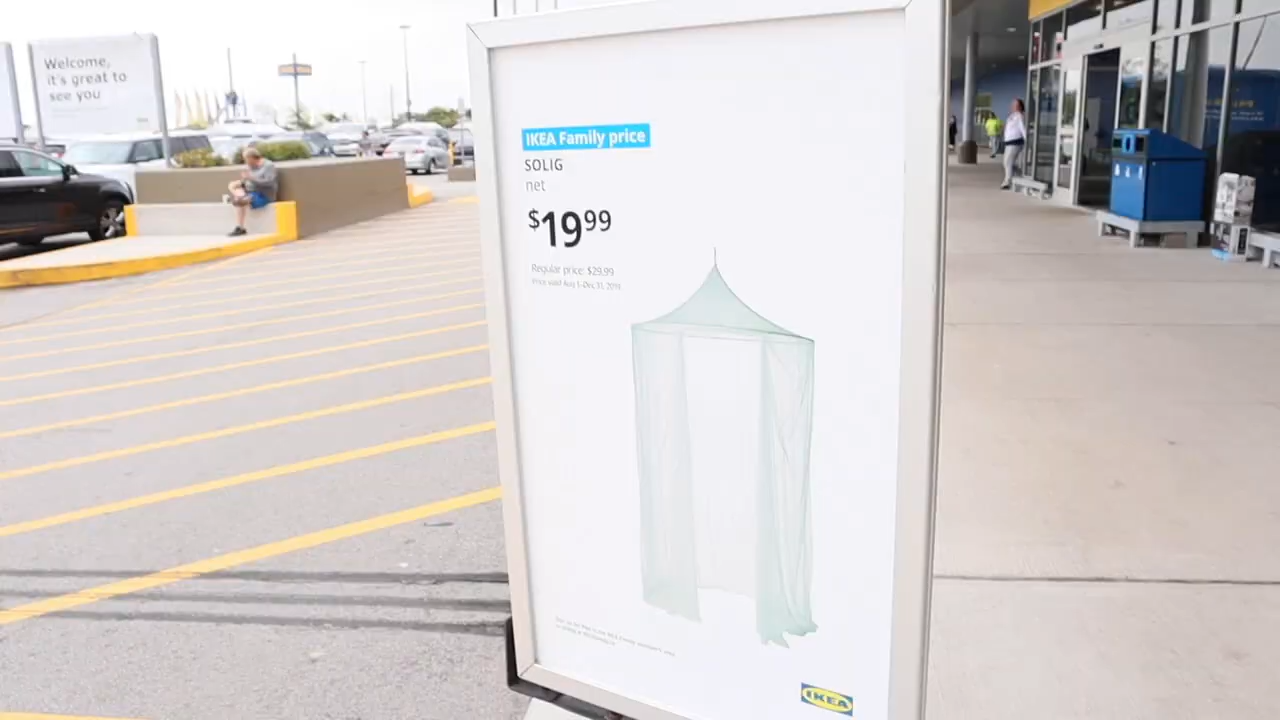 Welcome,
it's great to
see you
IKEA Family price
SOLIG
net
$19.99
Regular price: $29.99
IKEA